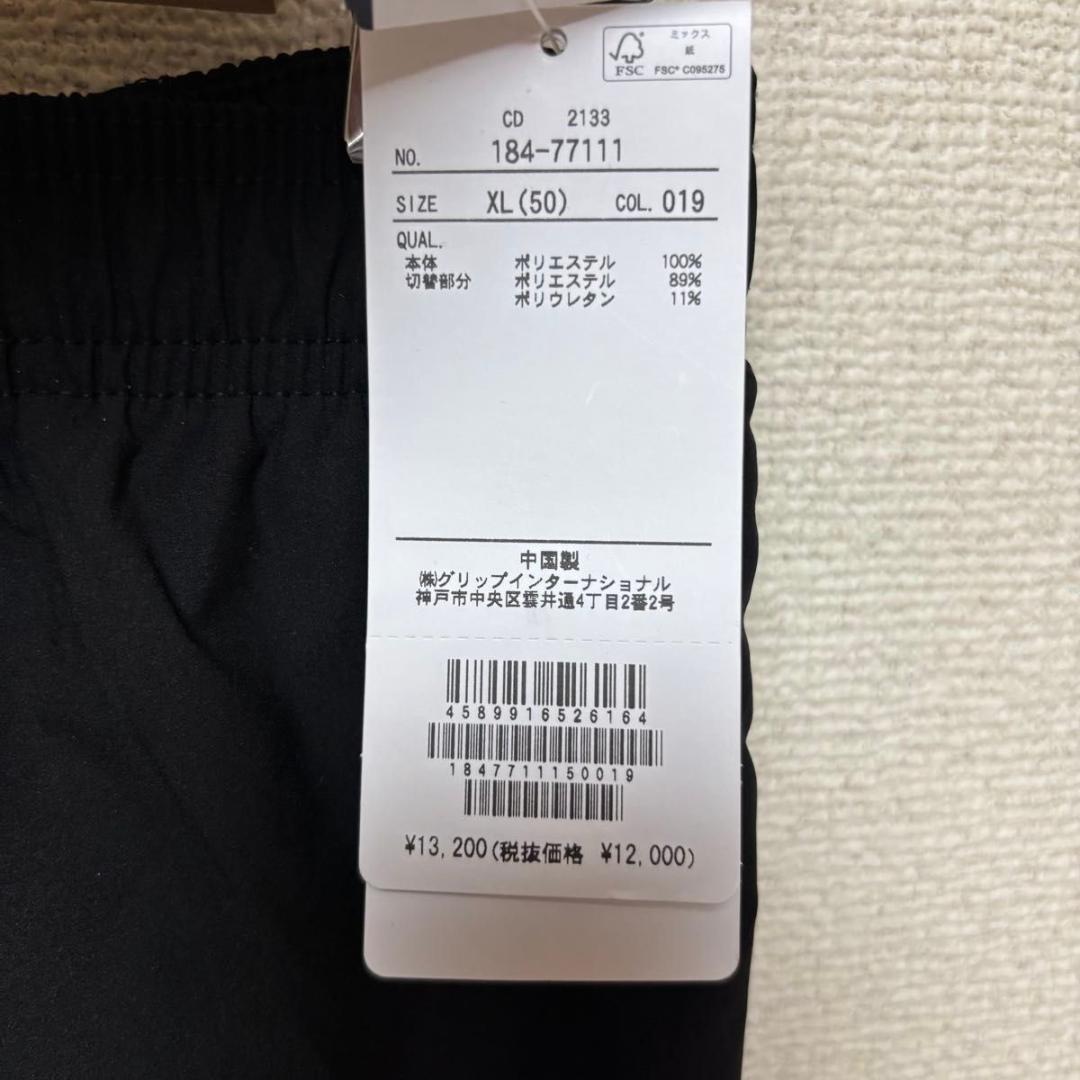 ミックス
紙
FSC
FSC® C095275
CD 2133
NO. 184-77111
SIZE XL(50) COL. 019
QUAL.
本体 ポリエステル 100%
切替部分 ポリエステル 89%
ポリウレタン 11%
中国製
㈱グリップインターナショナル
神戸市中央区雲井通4丁目2番2号
4589916526164
1847711150019
¥13,200(税抜価格 ¥12,000)